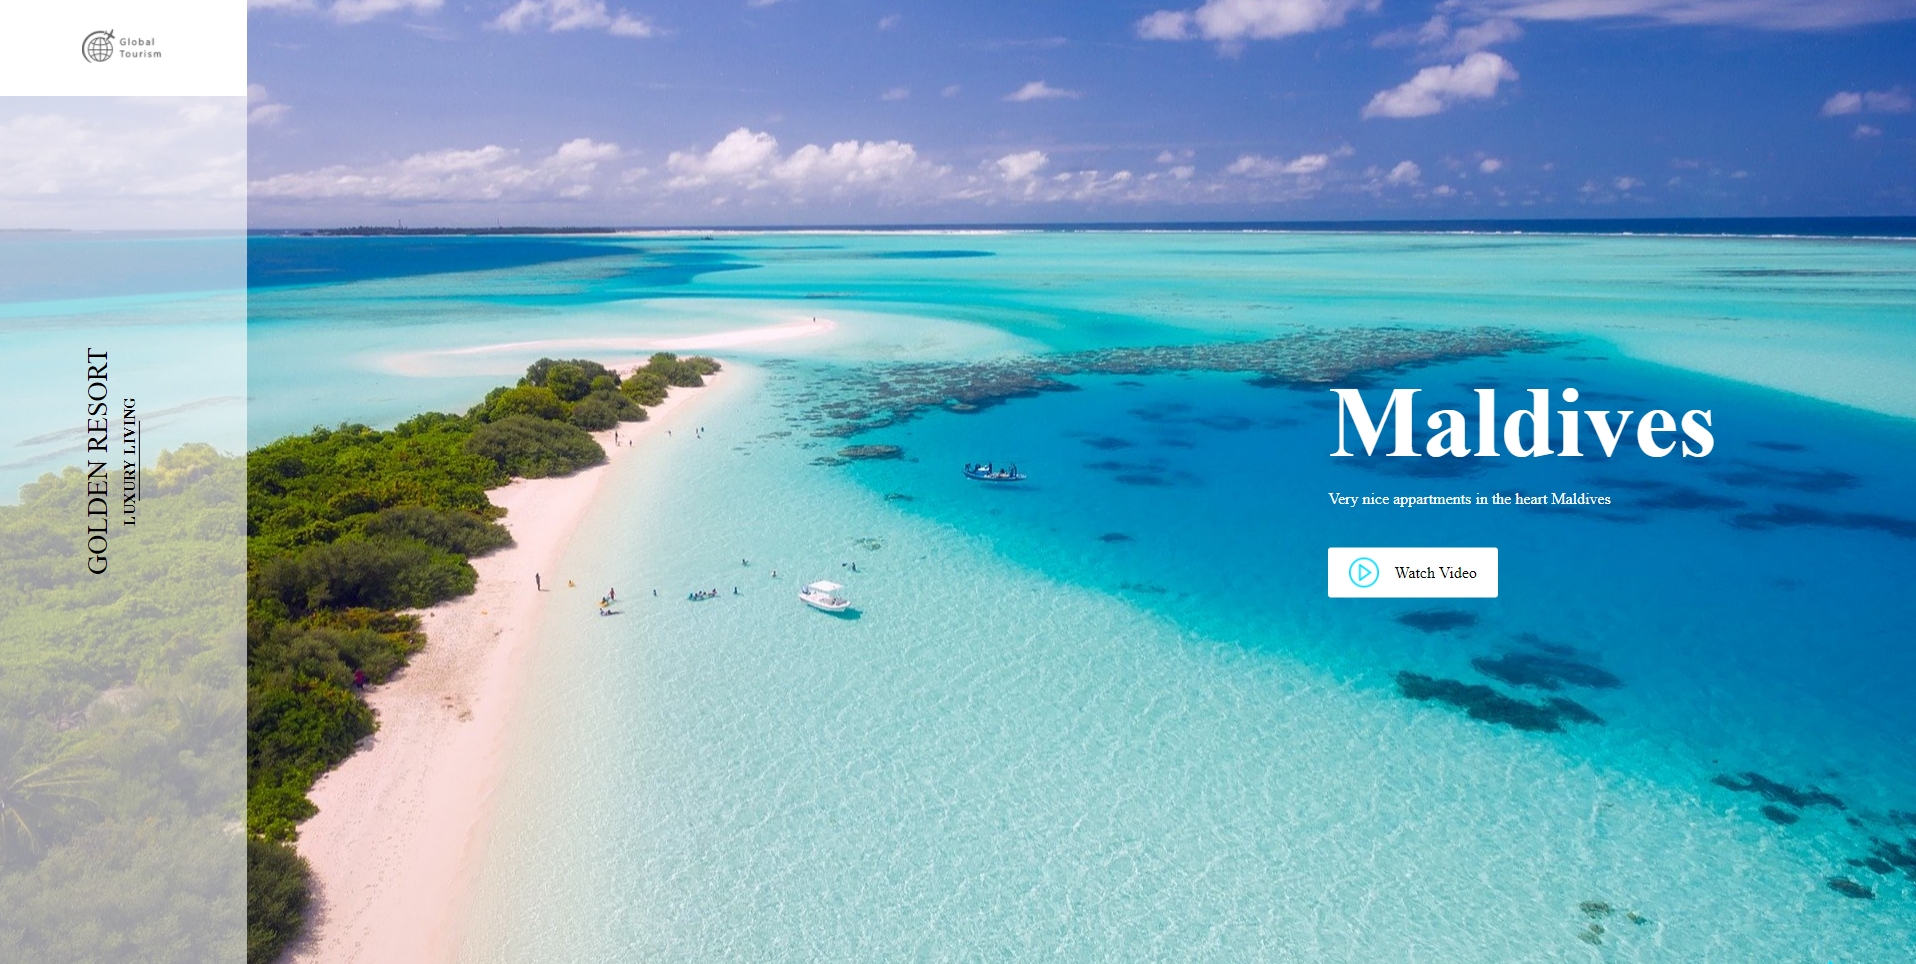 Global
Tourism
GOLDEN RESORT
LUXURY LIVING
Maldives
Very nice appartments in the heart Maldives
Watch Video